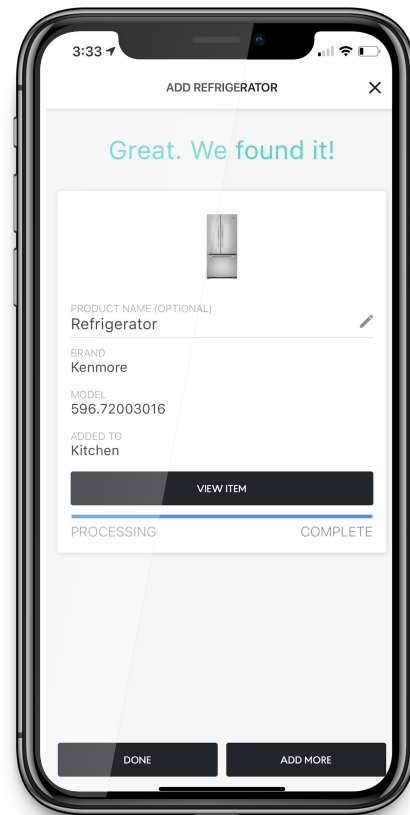 3:33
ADD REFRIGERATOR
Great. We found it!
PRODUCT NAME (OPTIONAL)
Refrigerator
BRAND
Kenmore
MODEL
596.72003016
ADDED TO
Kitchen
VIEW ITEM
PROCESSING COMPLETE
DONE ADD MORE